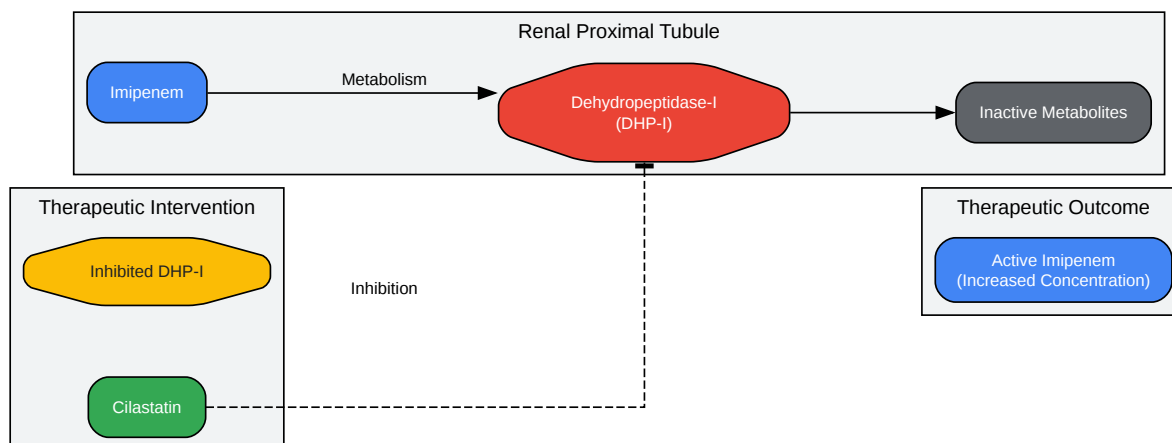 Renal Proximal Tubule
Imipenem
Metabolism
Dehydropeptidase-I
(DHP-I)
Inactive Metabolites
Therapeutic Intervention
Inhibited DHP-I
Inhibition
Cilastatin
Therapeutic Outcome
Active Imipenem
(Increased Concentration)